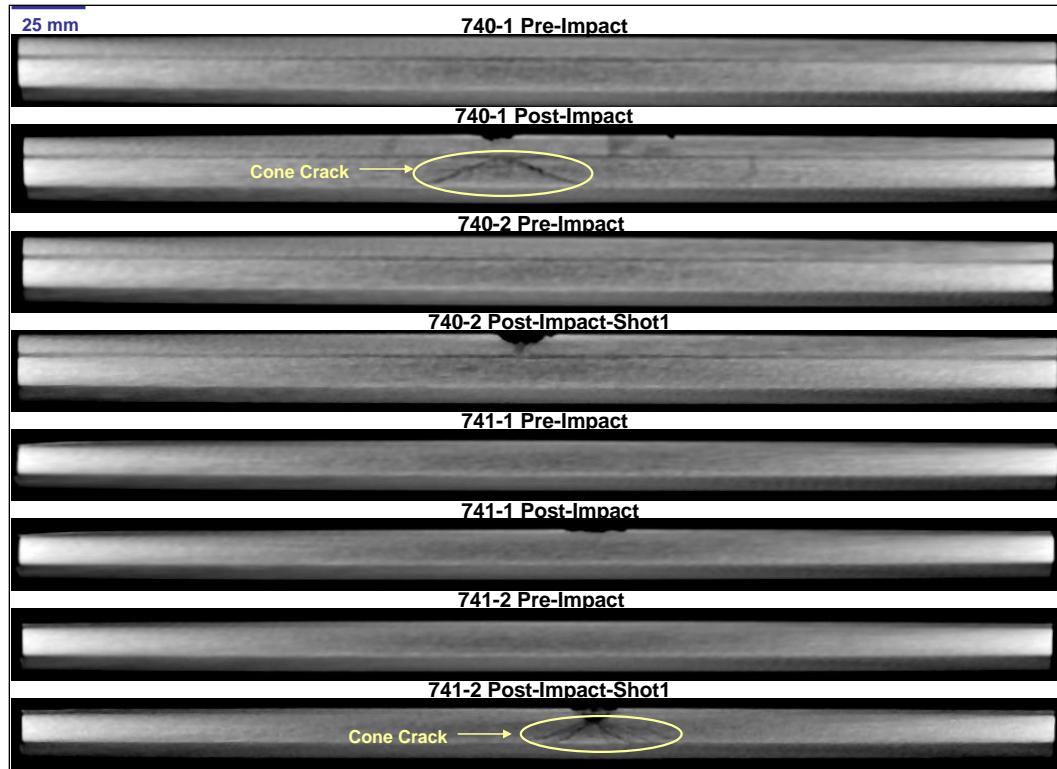 25 mm
740-1 Pre-Impact
740-1 Post-Impact
Cone Crack
740-2 Pre-Impact
740-2 Post-Impact-Shot1
741-1 Pre-Impact
741-1 Post-Impact
741-2 Pre-Impact
741-2 Post-Impact-Shot1
Cone Crack